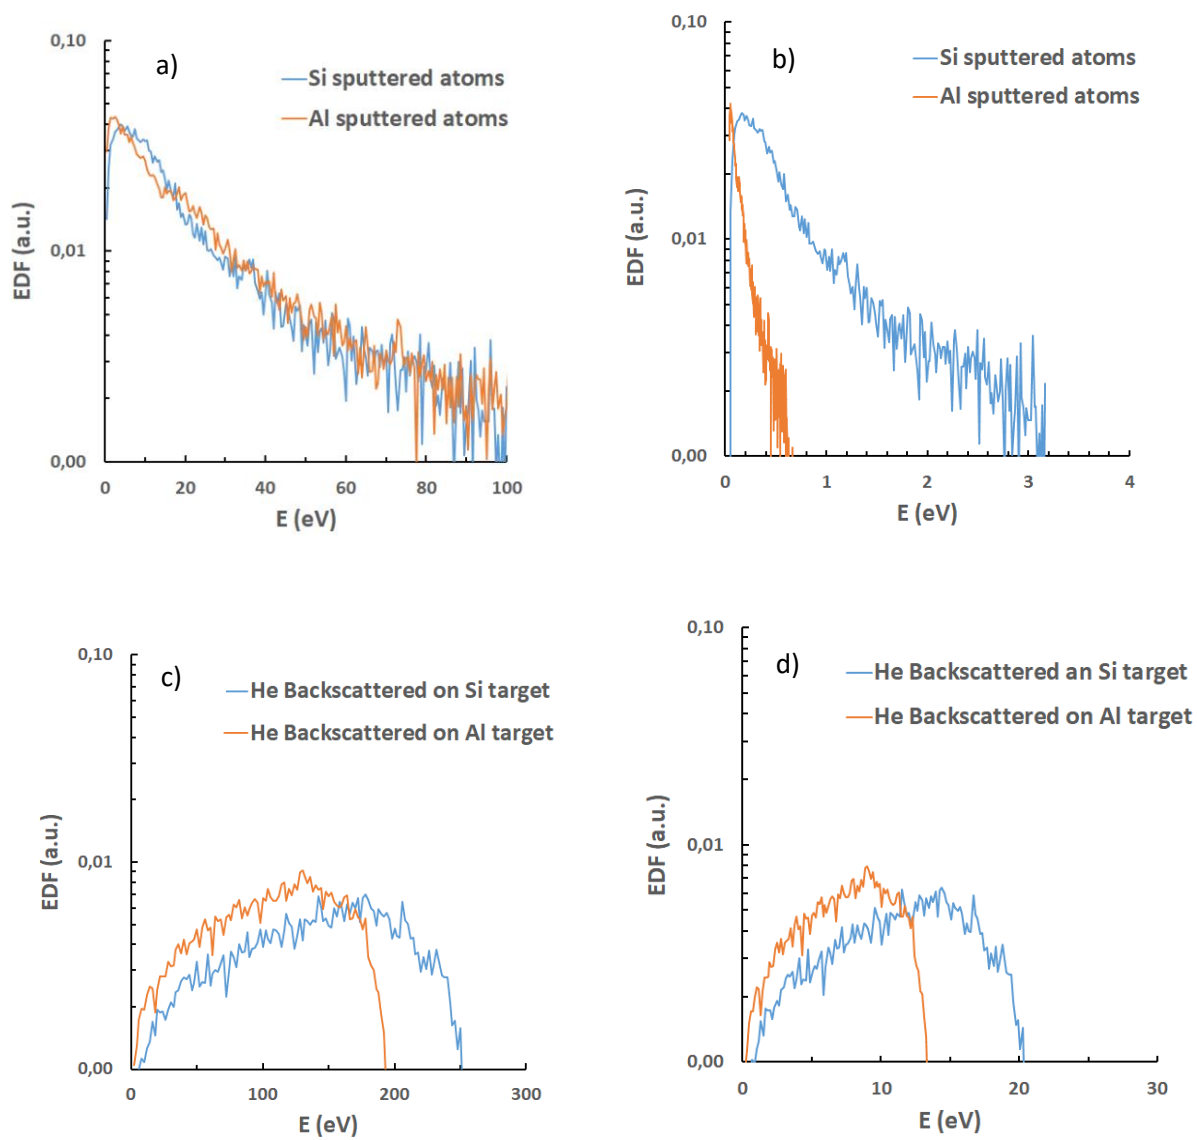 a)
Si sputtered atoms
Al sputtered atoms
0,10
0,01
0,00
EDF (a.u.)
0 20 40 60 80 100
E (eV)
b)
Si sputtered atoms
Al sputtered atoms
0,10
0,01
0,00
EDF (a.u.)
0 1 2 3 4
E (eV)
c)
He Backscattered on Si target
He Backscattered on Al target
0,10
0,01
0,00
EDF (a.u.)
0 100 200 300
E (eV)
d)
He Backscattered an Si target
He Backscattered on Al target
0,10
0,01
0,00
EDF (a.u.)
0 10 20 30
E (eV)